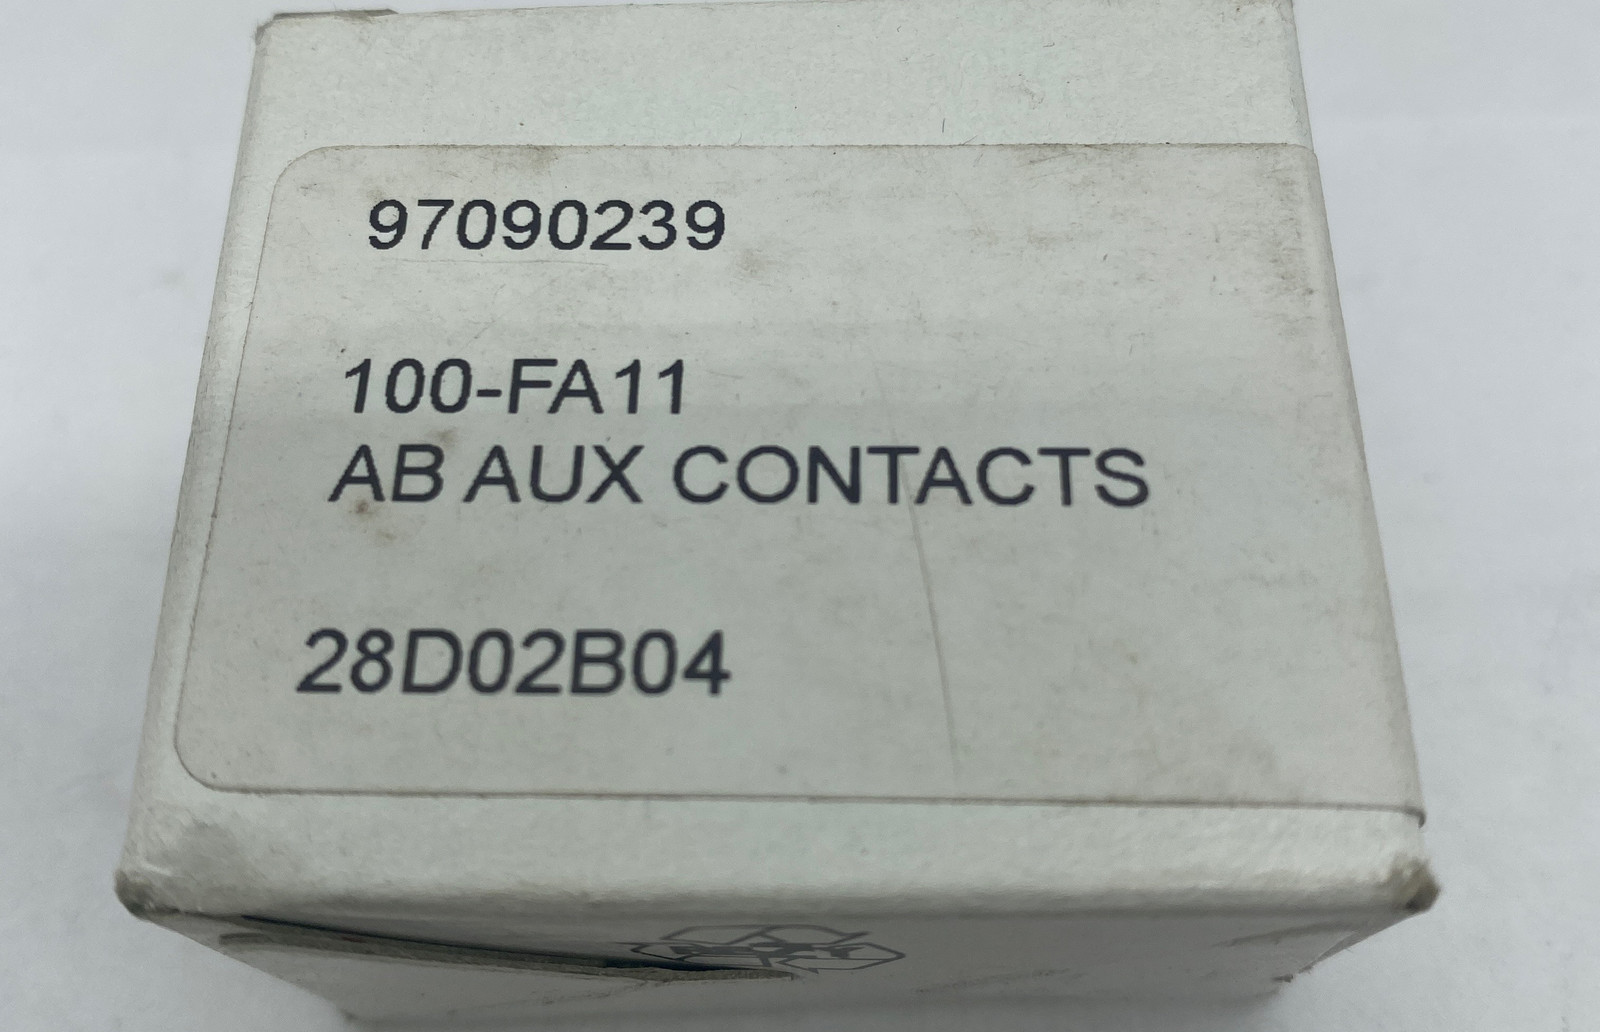 97090239
100-FA11
AB AUX CONTACTS
28D02B04